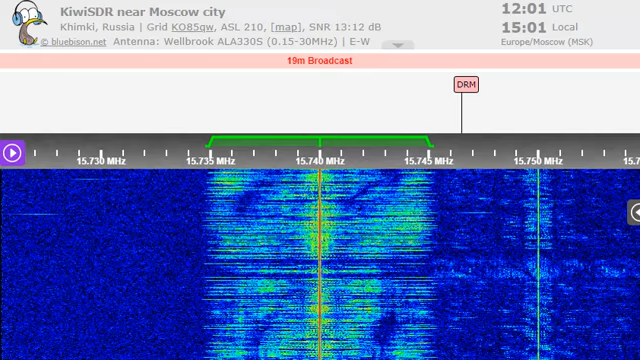 KiwiSDR near Moscow city
Khimki, Russia | Grid KO85qw, ASL 210, [map], SNR 13:12 dB
© bluebison.net Antenna: Wellbrook ALA330S (0.15-30MHz) | E-W
12:01 UTC
15:01 Local
Europe/Moscow (MSK)
19m Broadcast
DRM
15.730 MHz 15.735 MHz 15.740 MHz 15.745 MHz 15.750 MHz 15.7